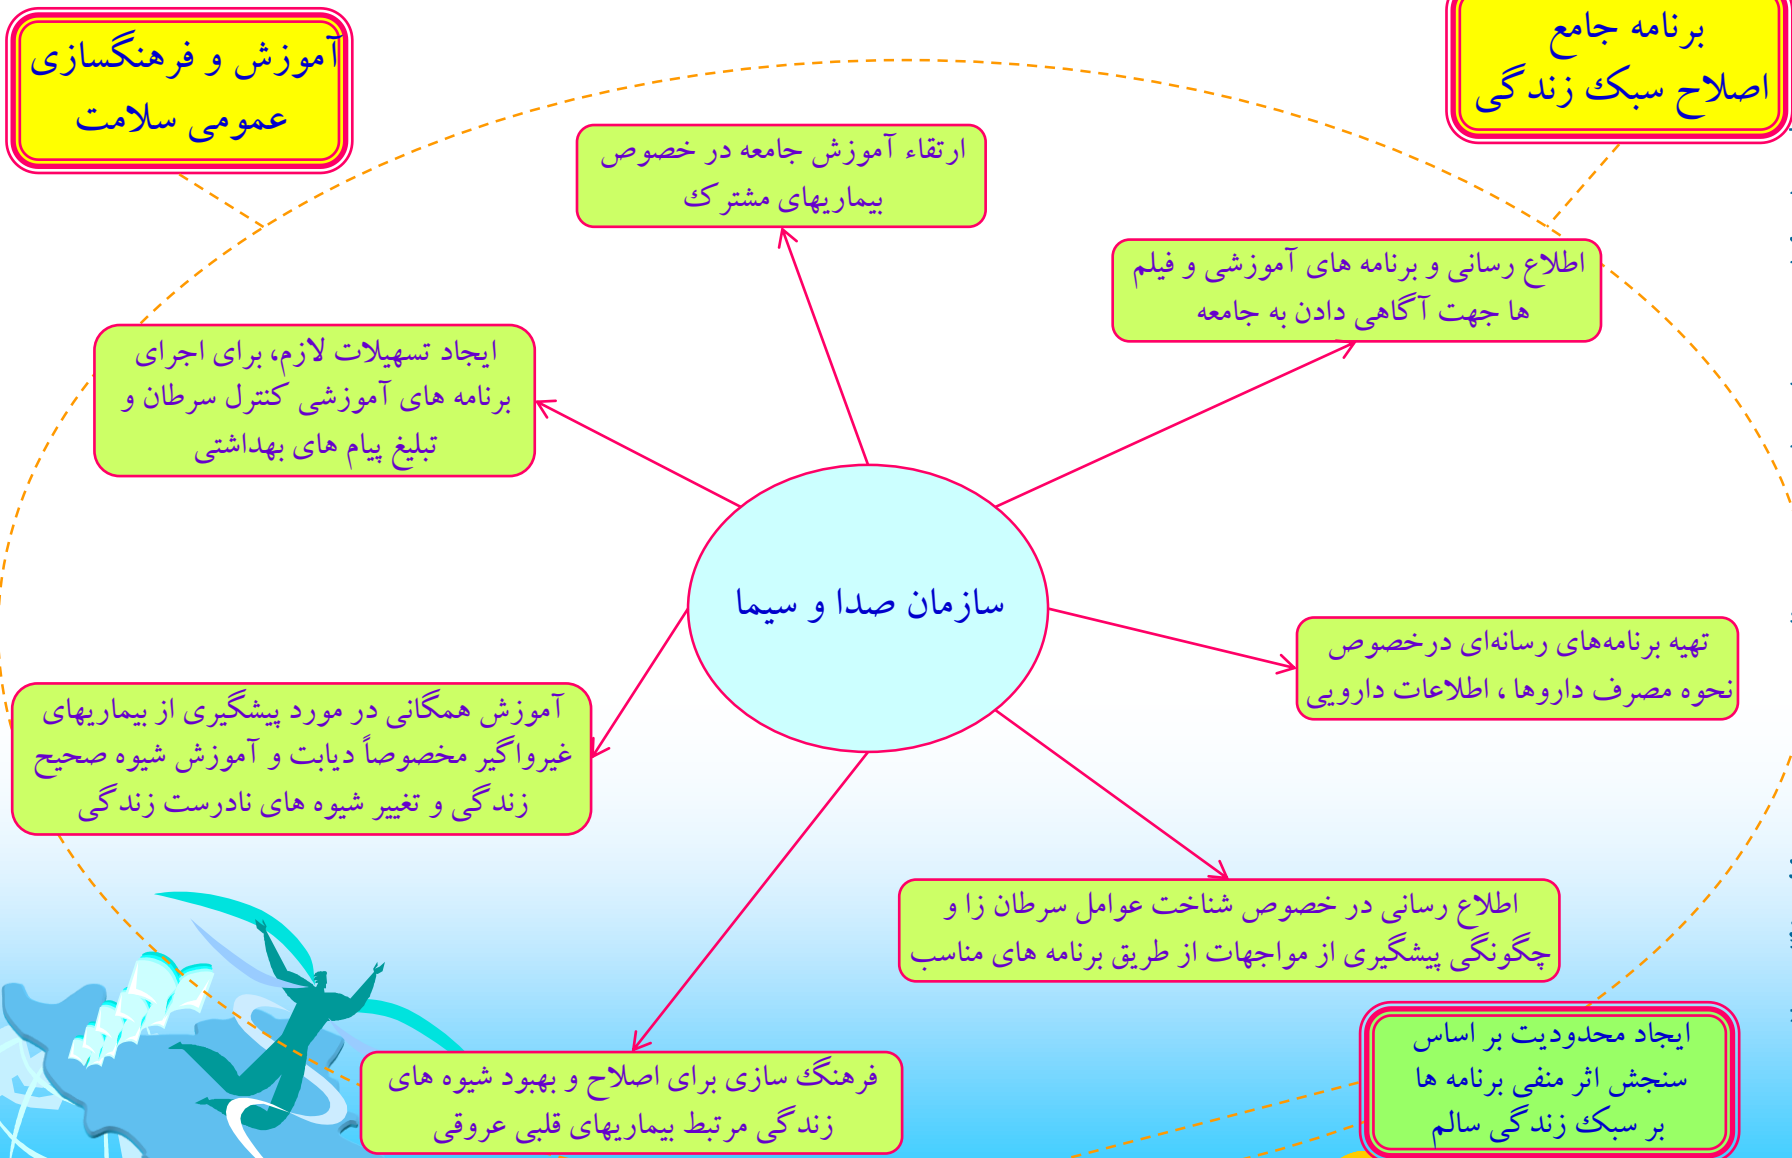 برنامه جامع
اصلاح سبک زندگی
آموزش و فرهنگسازی
عمومی سلامت
ارتقاء آموزش جامعه در خصوص
بیماریهای مشترک
اطلاع رسانی و برنامه های آموزشی و فیلم
ها جهت آگاهی دادن به جامعه
ایجاد تسهیلات لازم، برای اجرای
برنامه های آموزشی کنترل سرطان و
تبلیغ پیام های بهداشتی
سازمان صدا و سیما
تهیه برنامه‌های رسانه‌ای درخصوص
نحوه مصرف داروها ، اطلاعات دارویی
آموزش همگانی در مورد پیشگیری از بیماریهای
غیرواگیر مخصوصاً دیابت و آموزش شیوه صحیح
زندگی و تغییر شیوه های نادرست زندگی
اطلاع رسانی در خصوص شناخت عوامل سرطان زا و
چگونگی پیشگیری از مواجهات از طریق برنامه های مناسب
فرهنگ سازی برای اصلاح و بهبود شیوه های
زندگی مرتبط بیماریهای قلبی عروقی
ایجاد محدودیت بر اساس
سنجش اثر منفی برنامه ها
بر سبک زندگی سالم